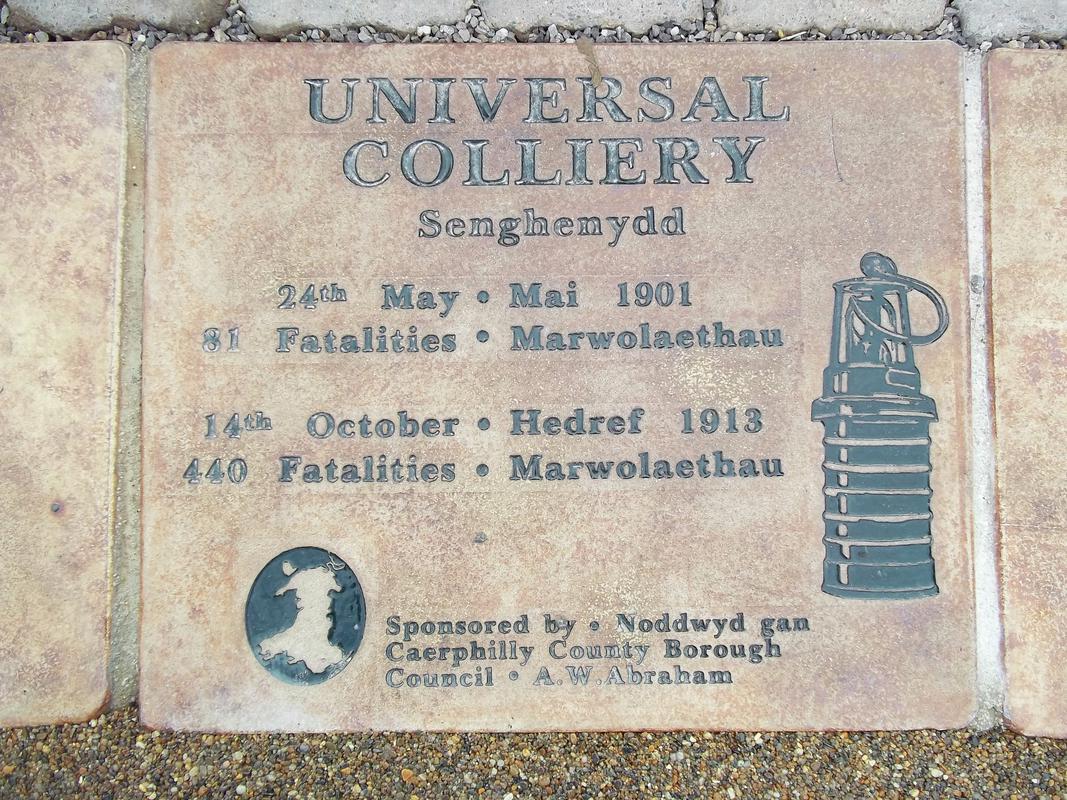 UNIVERSAL
COLLIERY
Senghenydd
24th May • Mai 1901
81 Fatalities • Marwolaethau
14th October • Hedref 1913
440 Fatalities • Marwolaethau
Sponsored by • Noddwyd gan
Caerphilly County Borough
Council • A.W.Abraham